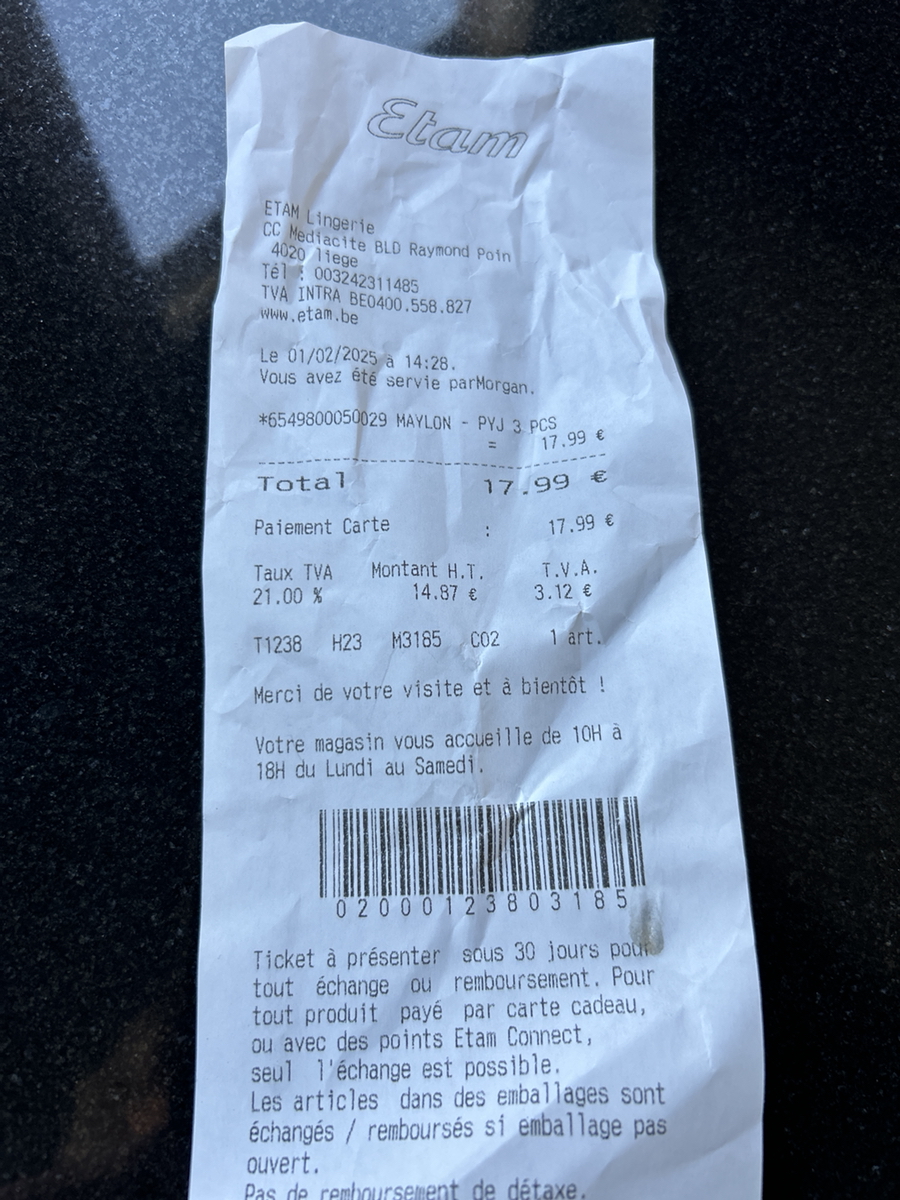 Etam
ETAM Lingerie
CC Mediacite BLD Raymond Poin
4020 liege
Tél : 003242311485
TVA INTRA BE0400.558.827
www.etam.be
Le 01/02/2025 à 14:28.
Vous avez été servie parMorgan.
*6549800050029 MAYLON - PYJ 3 PCS
= 17.99 €
Total 17.99 €
Paiement Carte : 17.99 €
Taux TVA Montant H.T. T.V.A.
21.00 % 14.87 € 3.12 €
T1238 H23 M3185 C02 1 art.
Merci de votre visite et à bientôt !
Votre magasin vous accueille de 10H à
18H du Lundi au Samedi.
02000123803185
Ticket à présenter sous 30 jours pour
tout échange ou remboursement. Pour
tout produit payé par carte cadeau,
ou avec des points Etam Connect,
seul l'échange est possible.
Les articles dans des emballages sont
échangés / remboursés si emballage pas
ouvert.
Pas de remboursement de détaxe.